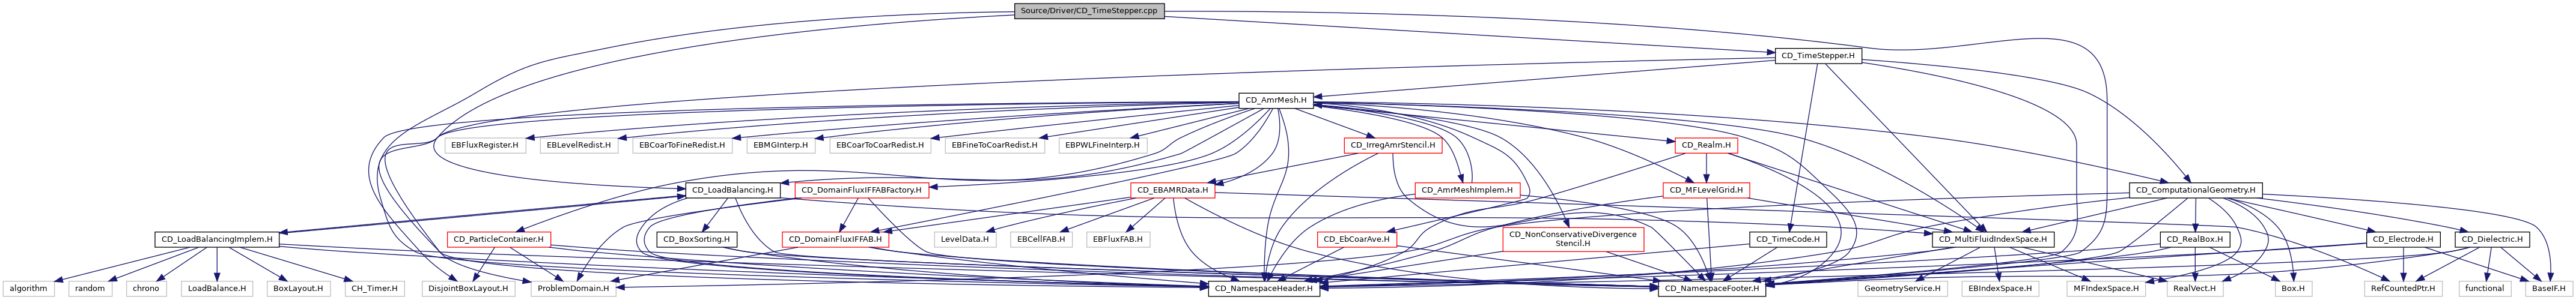 Source/Driver/CD_TimeStepper.cpp
CD_TimeStepper.H
CD_AmrMesh.H
EBFluxRegister.H
EBLevelRedist.H
EBCoarToFineRedist.H
EBMGInterp.H
EBCoarToCoarRedist.H
EBFineToCoarRedist.H
EBPWLFineInterp.H
CD_IrregAmrStencil.H
CD_Realm.H
CD_LoadBalancing.H
CD_DomainFluxIFFABFactory.H
CD_EBAMRData.H
CD_AmrMeshImplem.H
CD_MFLevelGrid.H
CD_ComputationalGeometry.H
CD_LoadBalancingImplem.H
CD_ParticleContainer.H
CD_BoxSorting.H
CD_DomainFluxIFFAB.H
LevelData.H
EBCellFAB.H
EBFluxFAB.H
CD_EbCoarAve.H
CD_NonConservativeDivergence
Stencil.H
CD_TimeCode.H
CD_MultiFluidIndexSpace.H
CD_RealBox.H
CD_Electrode.H
CD_Dielectric.H
algorithm
random
chrono
LoadBalance.H
BoxLayout.H
CH_Timer.H
DisjointBoxLayout.H
ProblemDomain.H
CD_NamespaceHeader.H
CD_NamespaceFooter.H
GeometryService.H
EBIndexSpace.H
MFIndexSpace.H
RealVect.H
Box.H
RefCountedPtr.H
functional
BaseIF.H